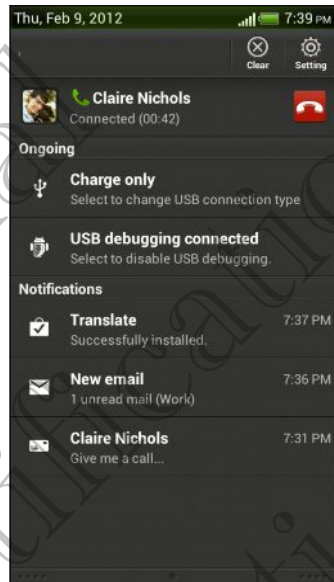 Thu, Feb 9, 2012 7:39 PM
Clear Setting
Claire Nichols
Connected (00:42)
Ongoing
Charge only
Select to change USB connection type
USB debugging connected
Select to disable USB debugging.
Notifications
Translate 7:37 PM
Successfully installed.
New email 7:36 PM
1 unread mail (Work)
Claire Nichols 7:31 PM
Give me a call...